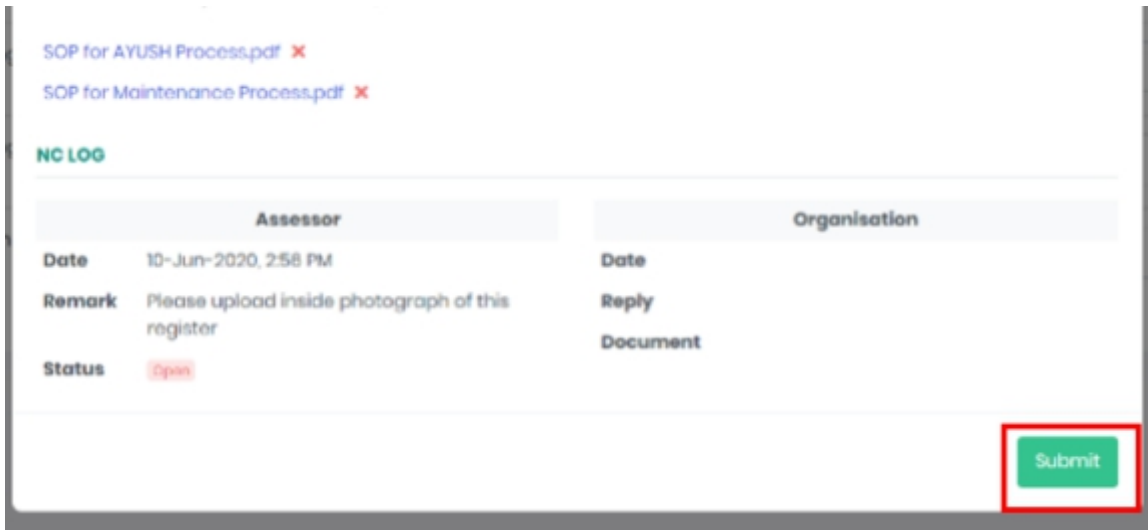 SOP for AYUSH Process.pdf ✕
SOP for Maintenance Process.pdf ✕
NC LOG
Assessor
Date 10-Jun-2020, 2:58 PM
Remark Please upload inside photograph of this
register
Status Open
Organisation
Date
Reply
Document
Submit